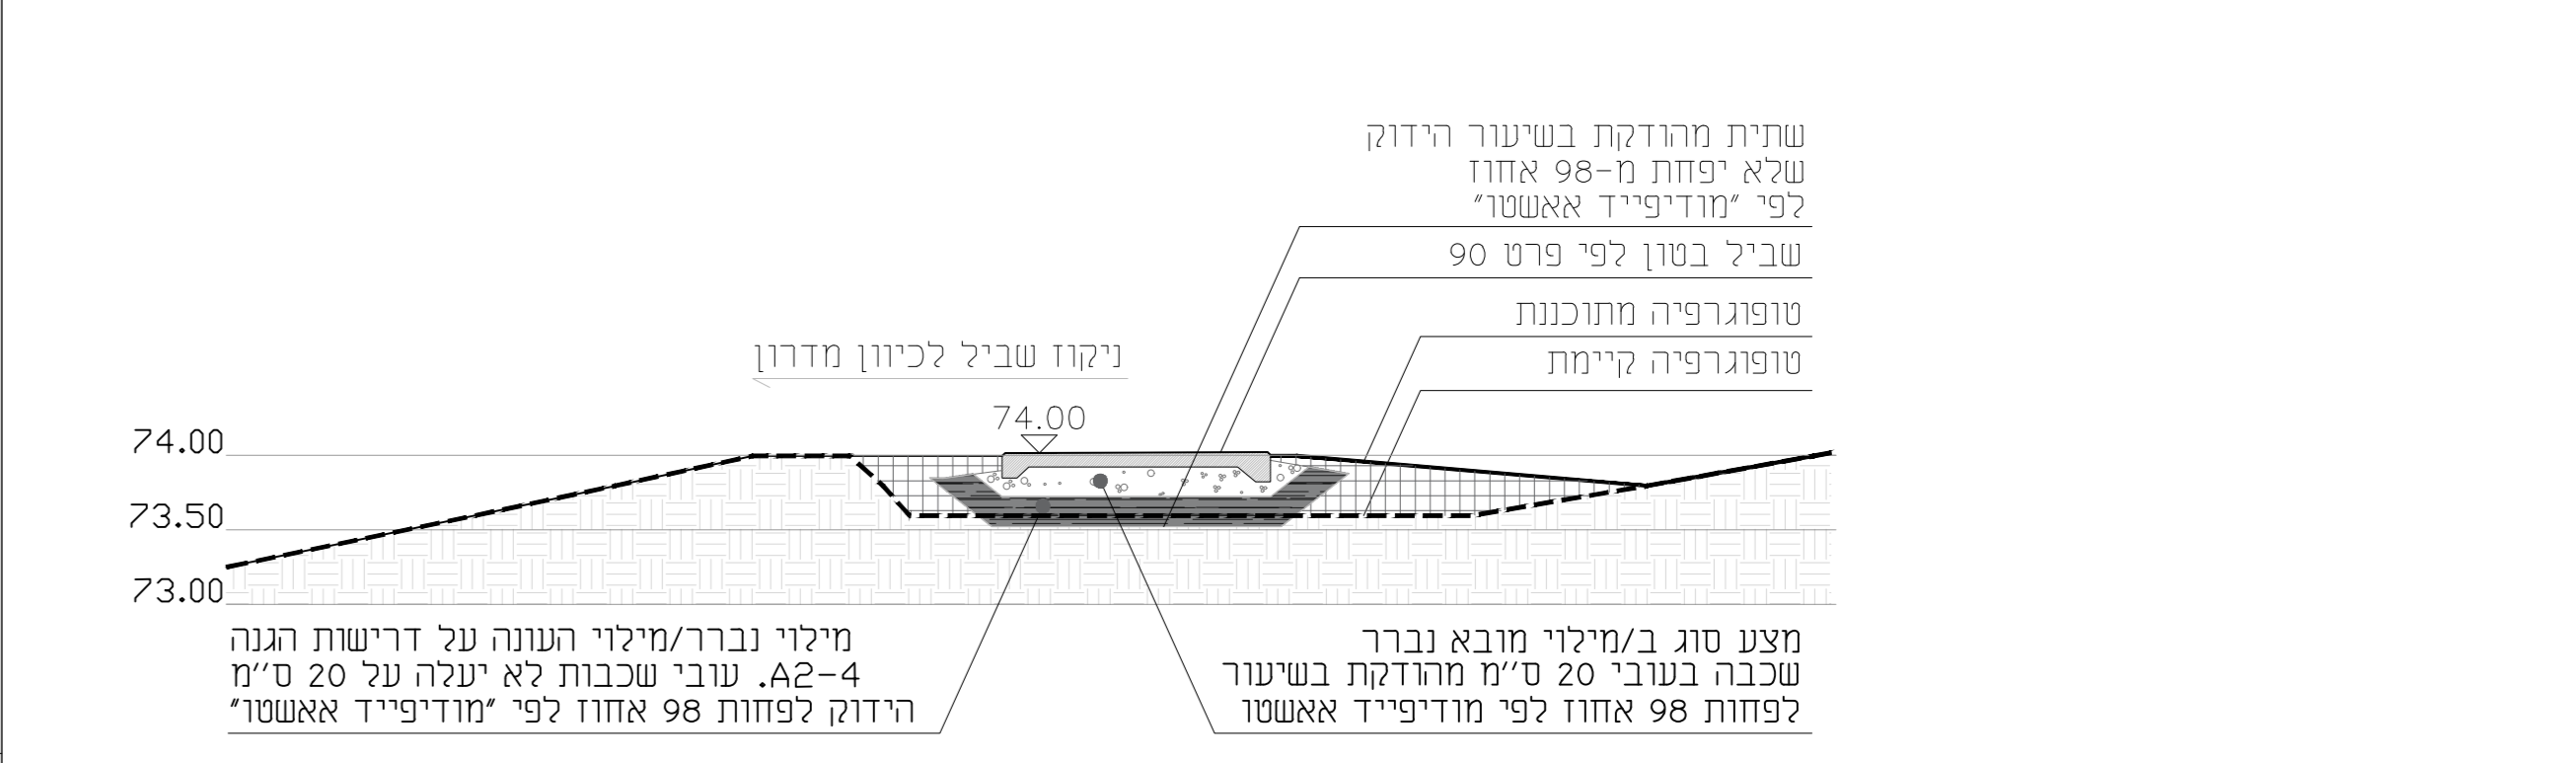 שתית מהודקת בשיעור הידוק
שלא יפחת מ-98 אחוז
לפי "מודיפייד אאשטו"
שביל בטון לפי פרט 90
טופוגרפיה מתוכננת
טופוגרפיה קיימת
ניקוז שביל לכיוון מדרון
74.00
74.00
73.50
73.00
מצע סוג ב/מילוי מובא נברר
שכבה בעובי 20 ס''מ מהודקת בשיעור
לפחות 98 אחוז לפי מודיפייד אאשטו
מילוי נברר/מילוי העונה על דרישות הגנה
A2-4. עובי שכבות לא יעלה על 20 ס''מ
הידוק לפחות 98 אחוז לפי "מודיפייד אאשטו"